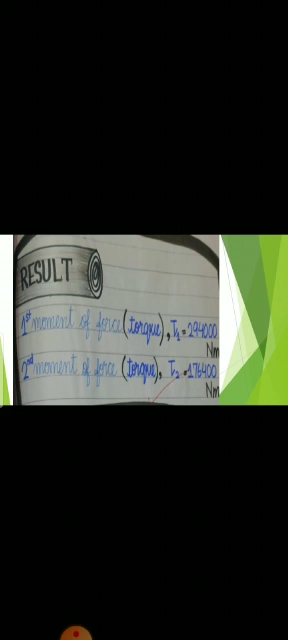 RESULT
1st moment of force (torque), T₁ = 294000
Nm
2nd moment of force (torque), T₂ = 176400
Nm